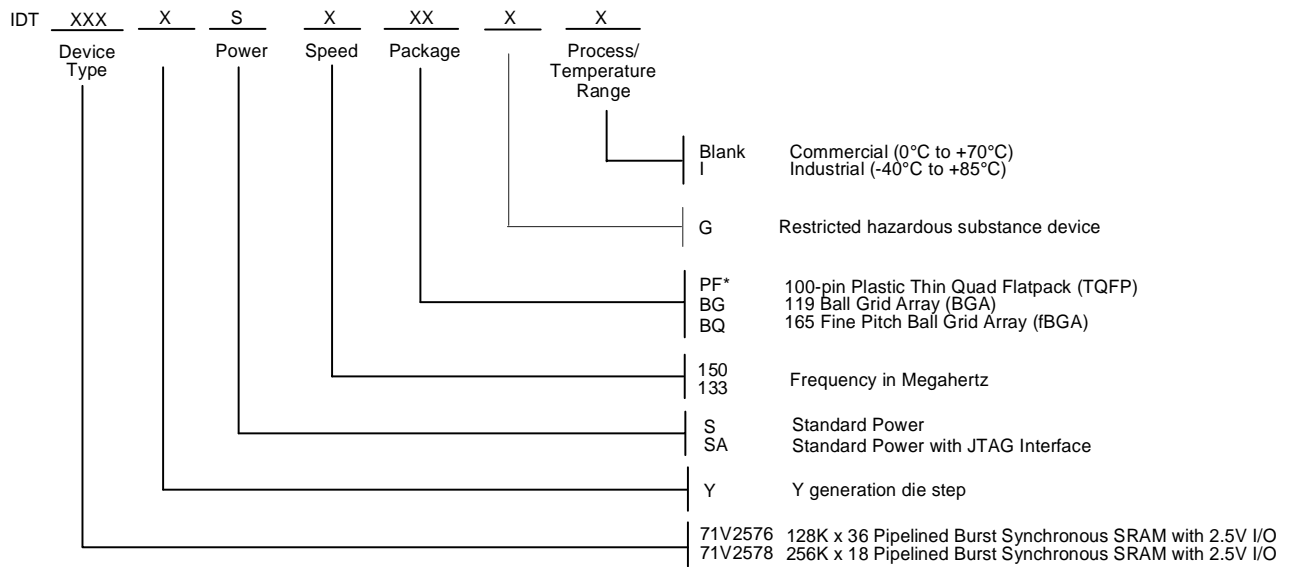 IDT XXX X S X XX X X
Device Type
Power
Speed
Package
Process/
Temperature
Range
Blank Commercial (0°C to +70°C)
I Industrial (-40°C to +85°C)
G Restricted hazardous substance device
PF* 100-pin Plastic Thin Quad Flatpack (TQFP)
BG 119 Ball Grid Array (BGA)
BQ 165 Fine Pitch Ball Grid Array (fBGA)
150
133
Frequency in Megahertz
S Standard Power
SA Standard Power with JTAG Interface
Y Y generation die step
71V2576 128K x 36 Pipelined Burst Synchronous SRAM with 2.5V I/O
71V2578 256K x 18 Pipelined Burst Synchronous SRAM with 2.5V I/O